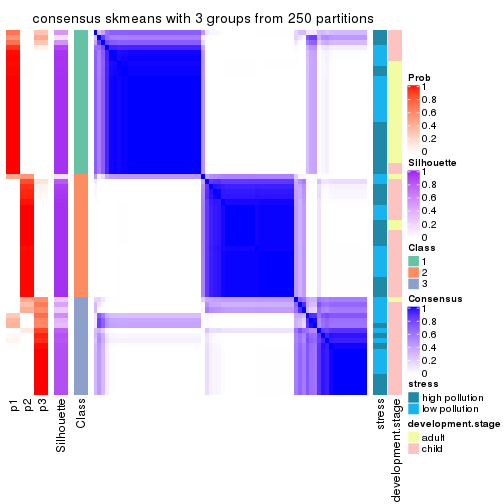 consensus skmeans with 3 groups from 250 partitions
Prob
1
0.8
0.6
0.4
0.2
0
Silhouette
1
0.8
0.6
0.4
0.2
0
Class
1
2
3
Consensus
1
0.8
0.6
0.4
0.2
0
stress
high pollution
low pollution
development.stage
adult
child
p1
p2
p3
Silhouette
Class
stress
development.stage